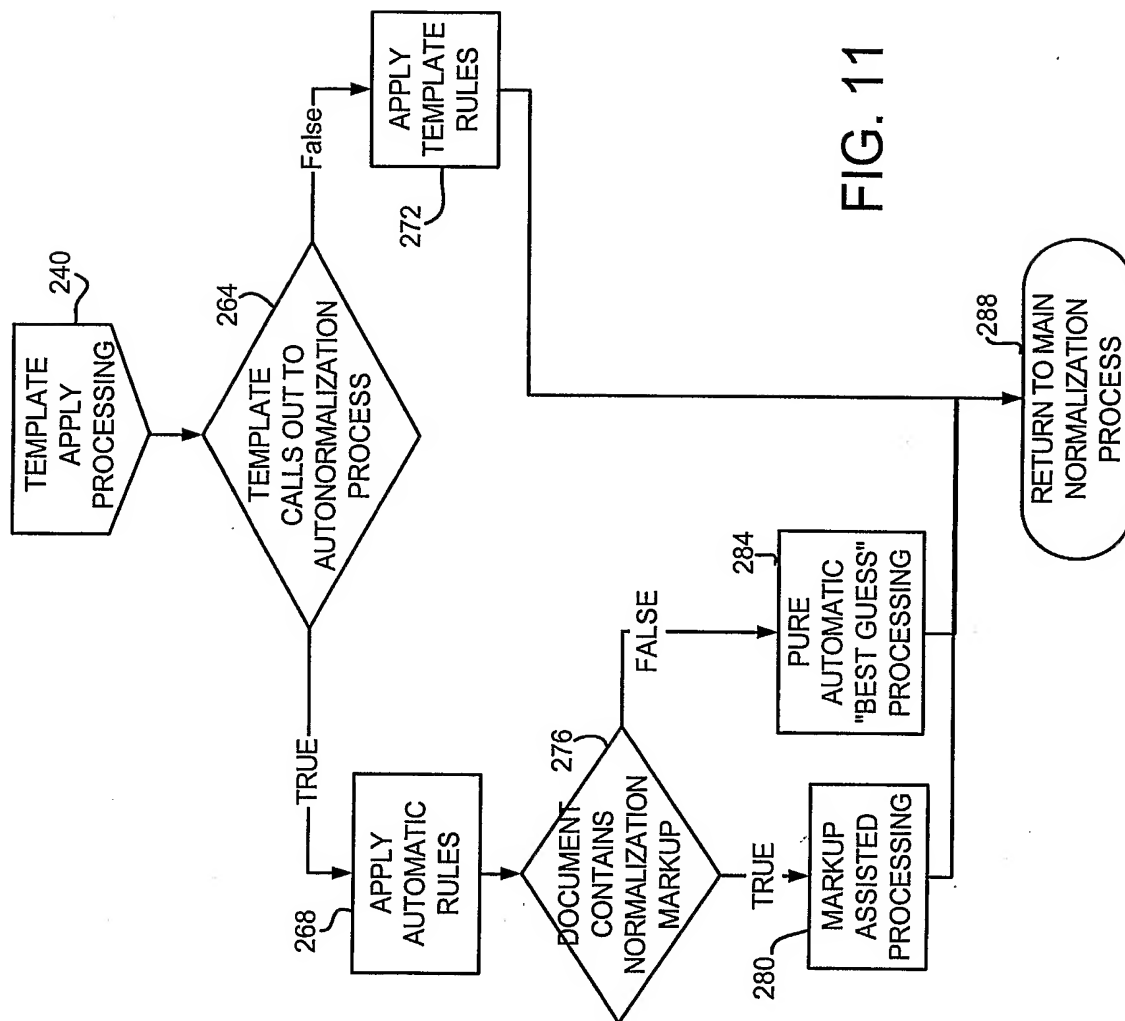 TEMPLATE
APPLY
PROCESSING
240
TEMPLATE
CALLS OUT TO
AUTONORMALIZATION
PROCESS
264
False
TRUE
APPLY
TEMPLATE
RULES
272
APPLY
AUTOMATIC
RULES
268
DOCUMENT
CONTAINS
NORMALIZATION
MARKUP
276
FALSE
TRUE
PURE
AUTOMATIC
"BEST GUESS"
PROCESSING
284
MARKUP
ASSISTED
PROCESSING
280
RETURN TO MAIN
NORMALIZATION
PROCESS
288
FIG. 11